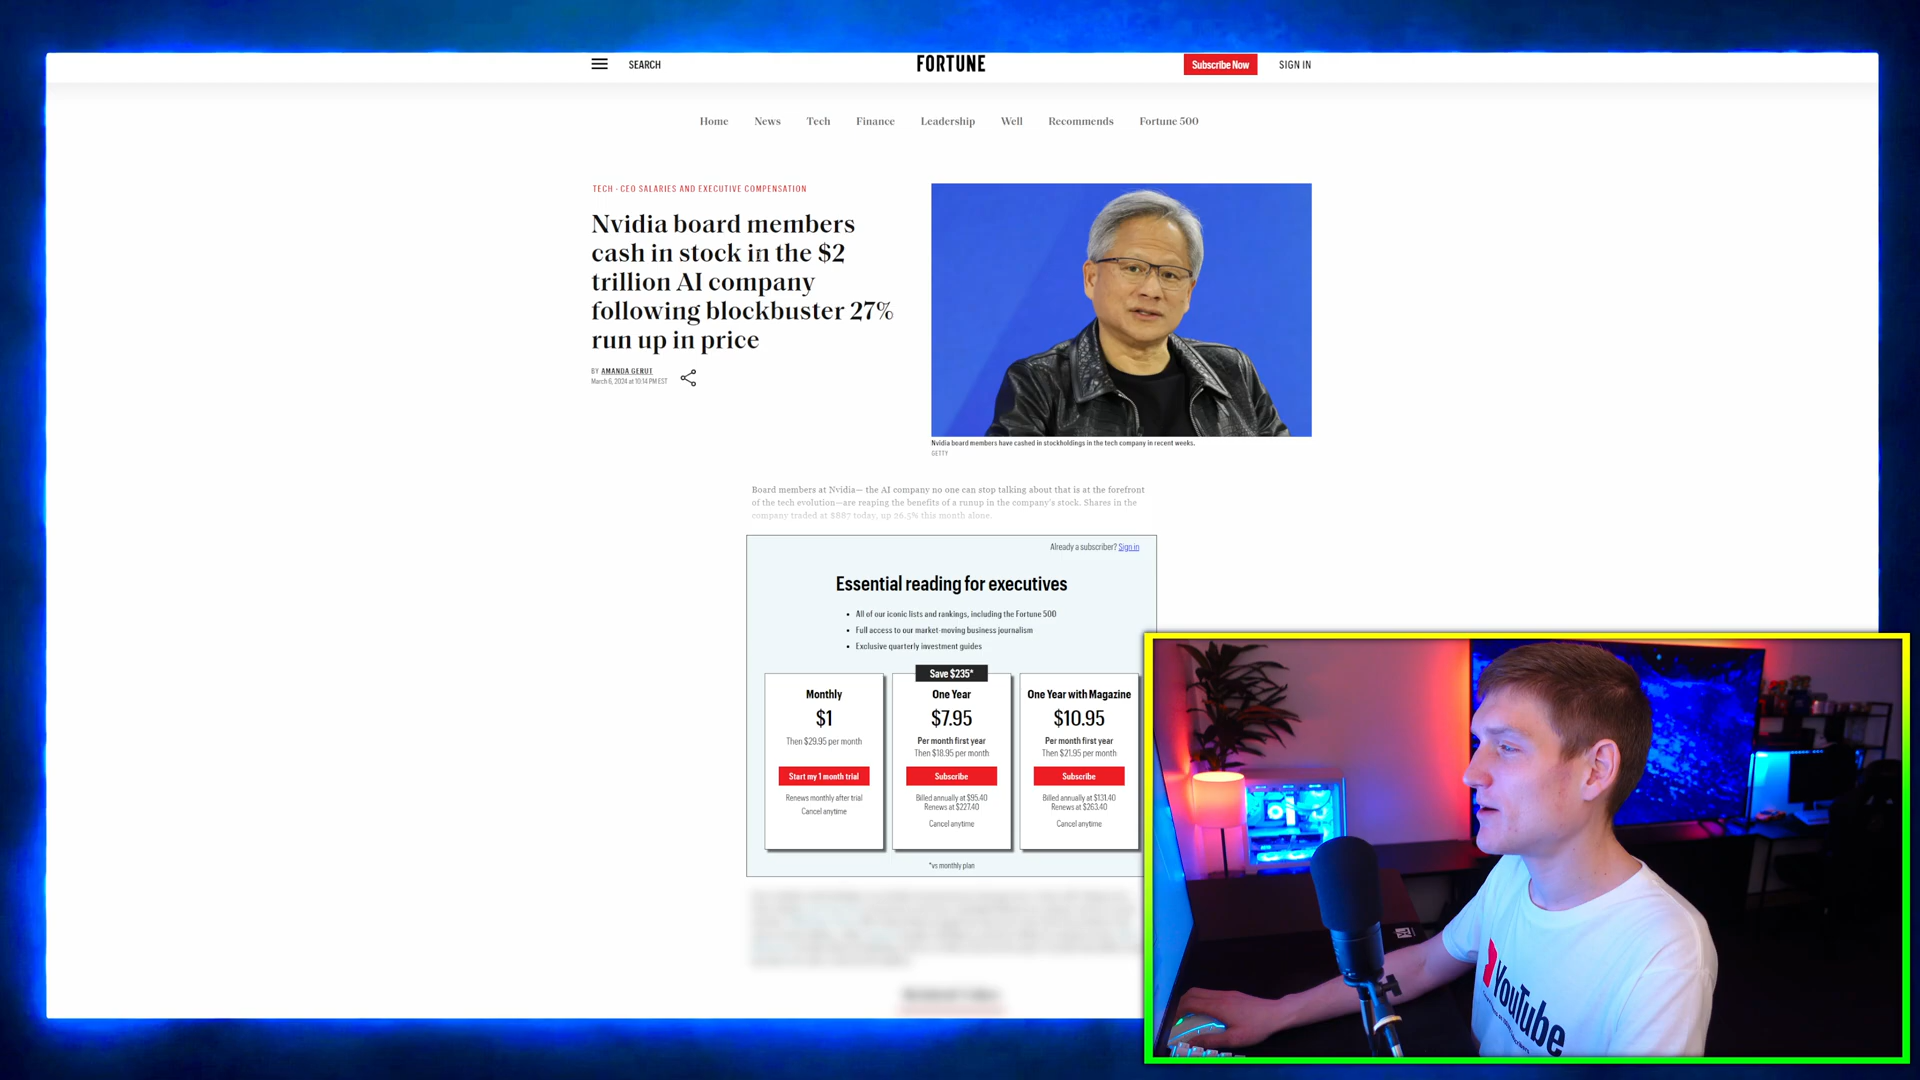 SEARCH
FORTUNE
Subscribe Now
SIGN IN
Home
News
Tech
Finance
Leadership
Well
Recommends
Fortune 500
TECH · CEO SALARIES AND EXECUTIVE COMPENSATION
Nvidia board members
cash in stock in the $2
trillion AI company
following blockbuster 27%
run up in price
BY AMANDA GERUT
March 6, 2024 at 10:14 PM EST
Nvidia board members have cashed in stockholdings in the tech company in recent weeks.
GETTY
Board members at Nvidia— the AI company no one can stop talking about that is at the forefront
of the tech evolution—are reaping the benefits of a runup in the company's stock. Shares in the
company traded at $887 today, up 26.5% this month alone.
Already a subscriber? Sign in
Essential reading for executives
• All of our iconic lists and rankings, including the Fortune 500
• Full access to our market-moving business journalism
• Exclusive quarterly investment guides
Monthly
$1
Then $29.95 per month
Start my 1 month trial
Renews monthly after trial
Cancel anytime
Save $235*
One Year
$7.95
Per month first year
Then $18.95 per month
Subscribe
Billed annually at $95.40
Renews at $227.40
Cancel anytime
One Year with Magazine
$10.95
Per month first year
Then $21.95 per month
Subscribe
Billed annually at $131.40
Renews at $263.40
Cancel anytime
*vs monthly plan
YouTube